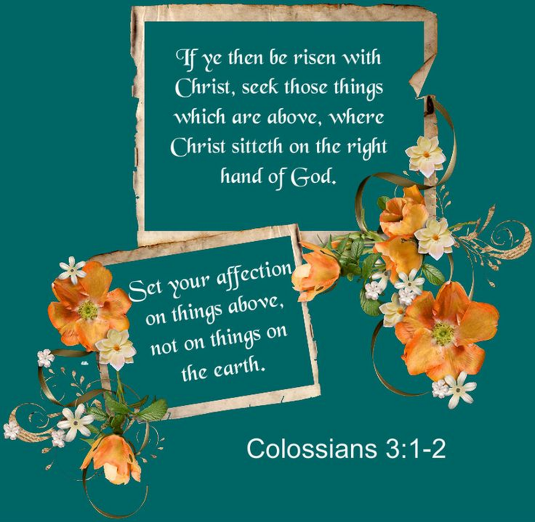 If ye then be risen with
Christ, seek those things
which are above, where
Christ sitteth on the right
hand of God.
Set your affection
on things above,
not on things on
the earth.
Colossians 3:1-2